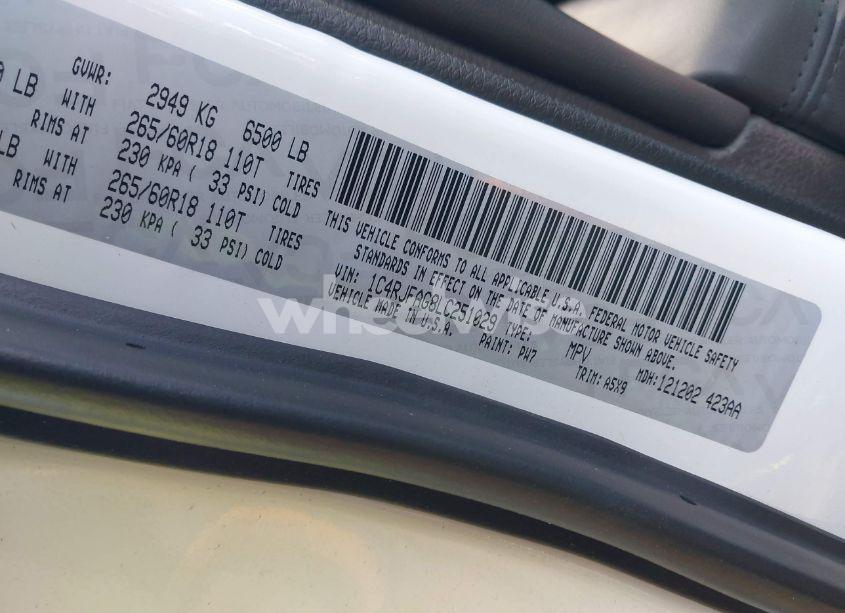 GVWR: 2949 KG 6500 LB
0 LB WITH 265/60R18 110T TIRES
RIMS AT 230 KPA ( 33 PSI) COLD
LB WITH 265/60R18 110T TIRES
RIMS AT 230 KPA ( 33 PSI) COLD
THIS VEHICLE CONFORMS TO ALL APPLICABLE U.S.A. FEDERAL MOTOR VEHICLE SAFETY
STANDARDS IN EFFECT ON THE DATE OF MANUFACTURE SHOWN ABOVE.
VIN: 1C4RJFAG8LC251029 TYPE: MPV MDH: 121202 423AA
VEHICLE MADE IN U.S.A. PAINT: PW7 TRIM: A5X9